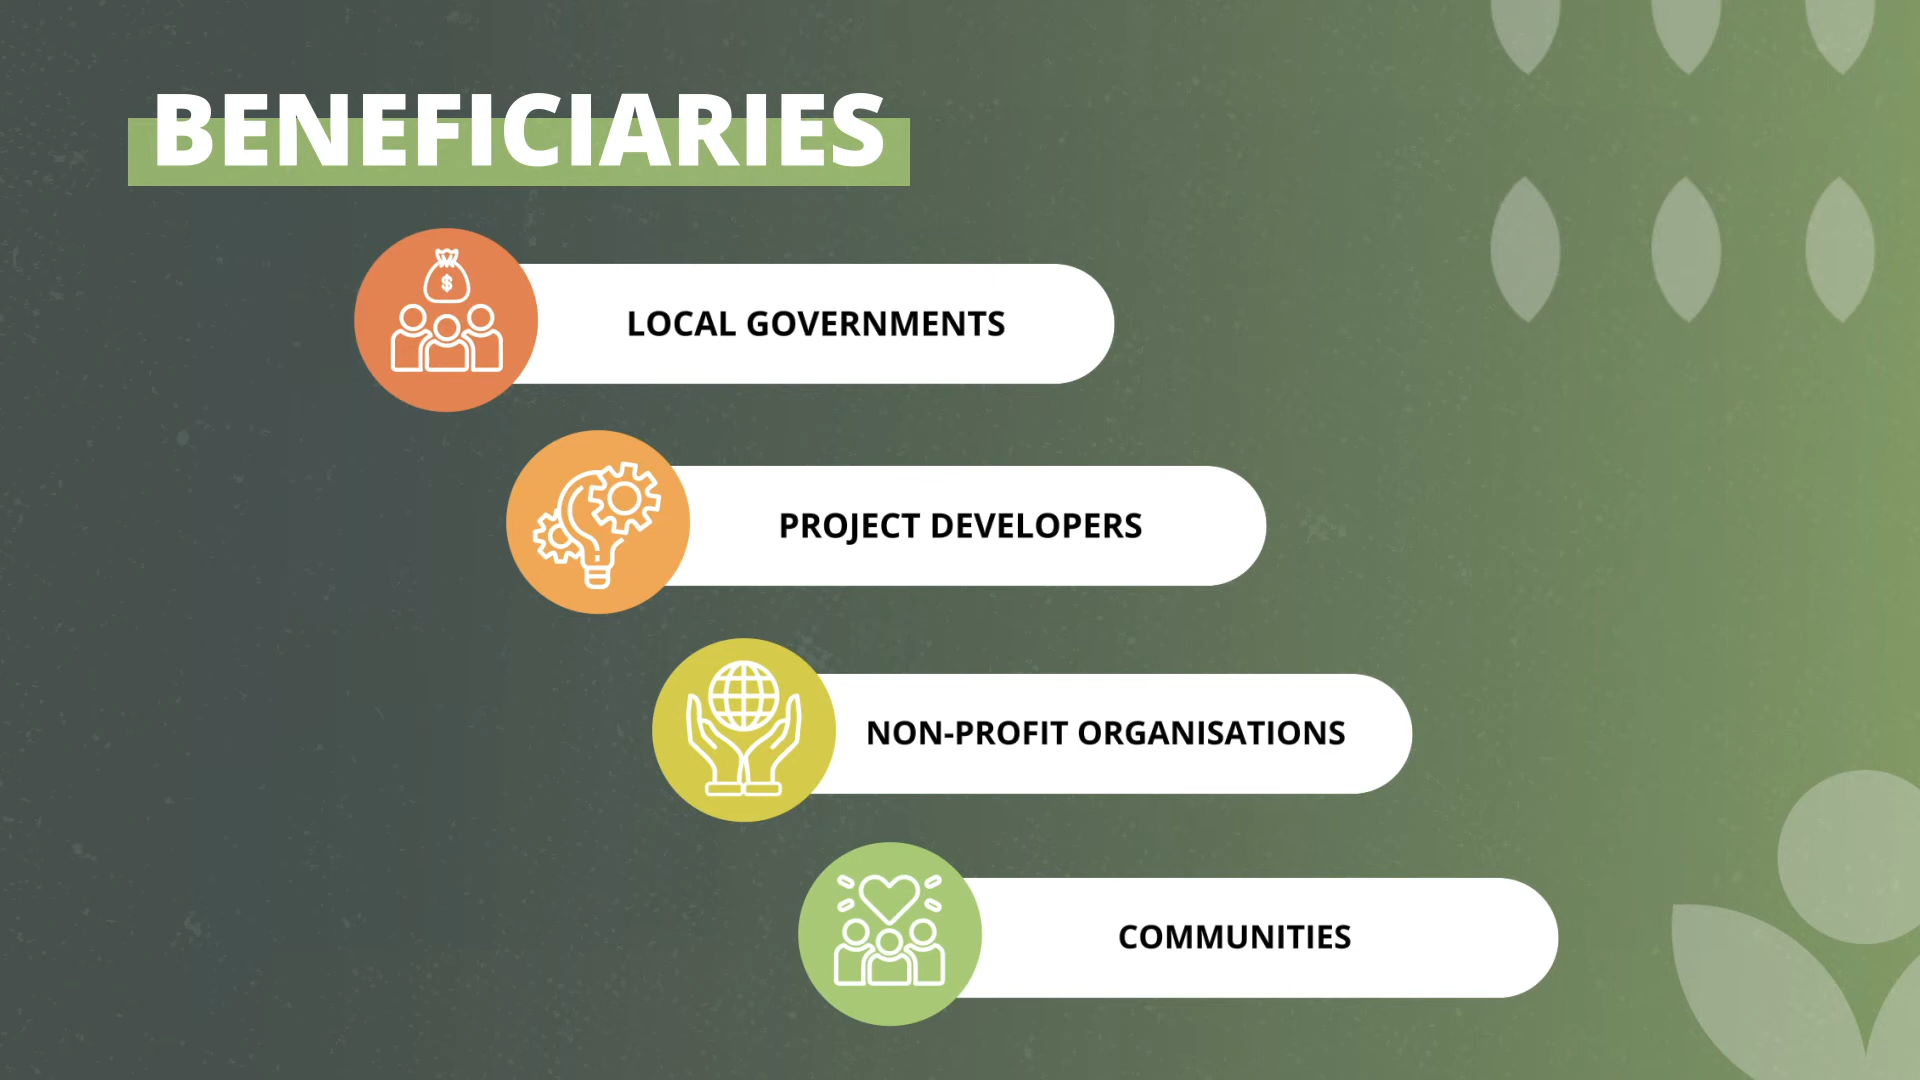 BENEFICIARIES
$
LOCAL GOVERNMENTS
PROJECT DEVELOPERS
NON-PROFIT ORGANISATIONS
COMMUNITIES